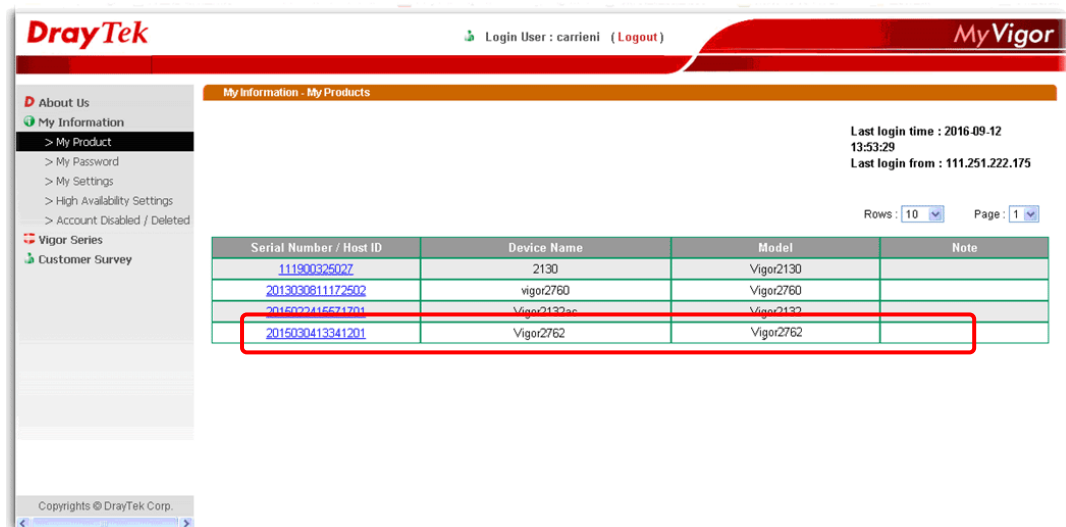 DrayTek
Login User : carrieni (Logout)
MyVigor
About Us
My Information
> My Product
> My Password
> My Settings
> High Availability Settings
> Account Disabled / Deleted
Vigor Series
Customer Survey
My Information - My Products
Last login time : 2016-09-12
13:53:29
Last login from : 111.251.222.175
Rows : 10 Page : 1
Serial Number / Host ID Device Name Model Note
111900325027 2130 Vigor2130
2013030811172502 vigor2760 Vigor2760
2015022415571701 Vigor2132ac Vigor2132
2015030413341201 Vigor2762 Vigor2762
Copyrights © DrayTek Corp.